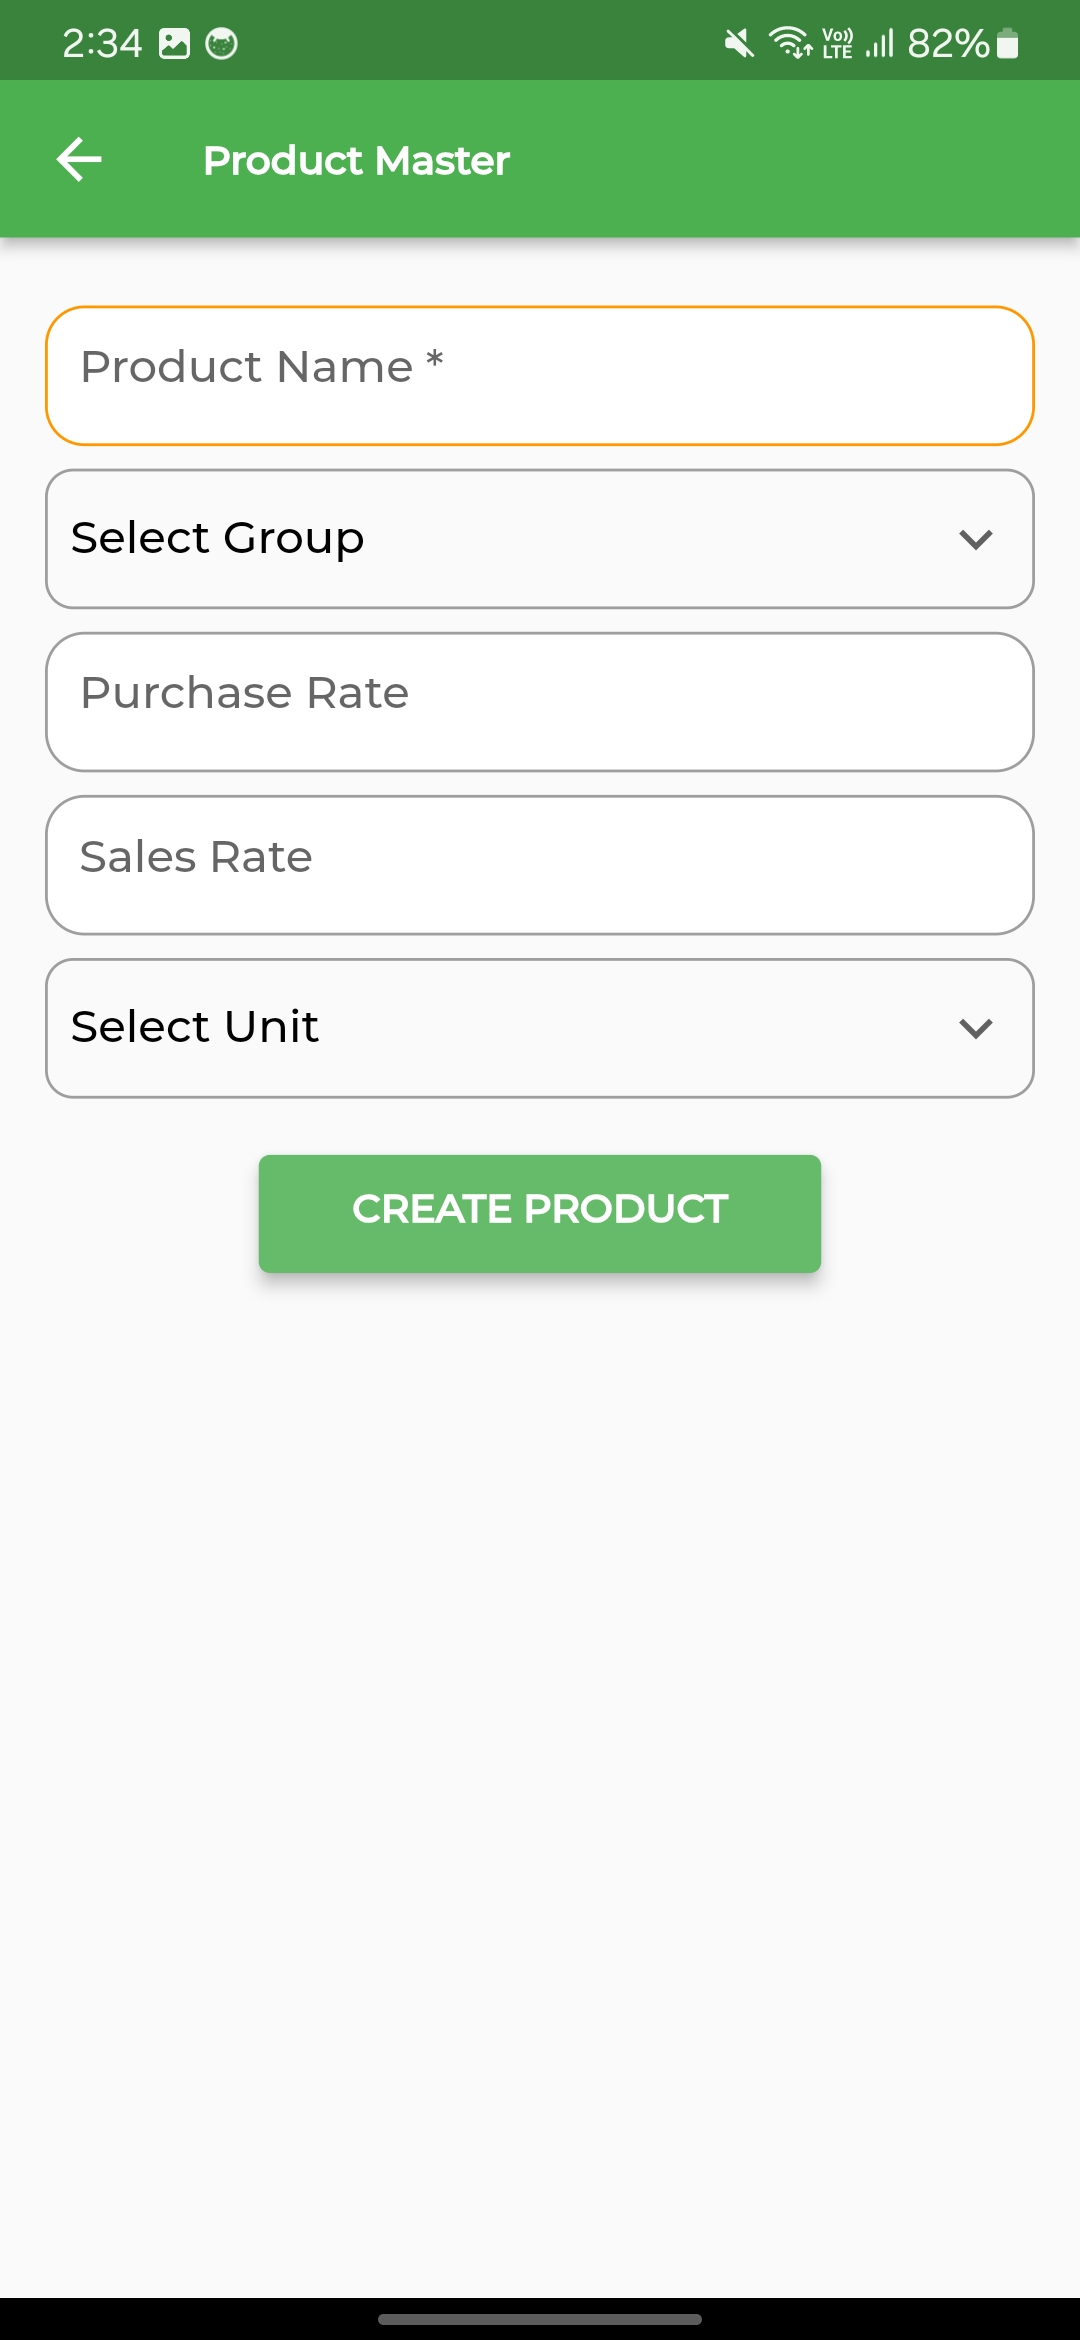 2:34 Vo)) LTE 82%
Product Master
Product Name *
Select Group
Purchase Rate
Sales Rate
Select Unit
CREATE PRODUCT